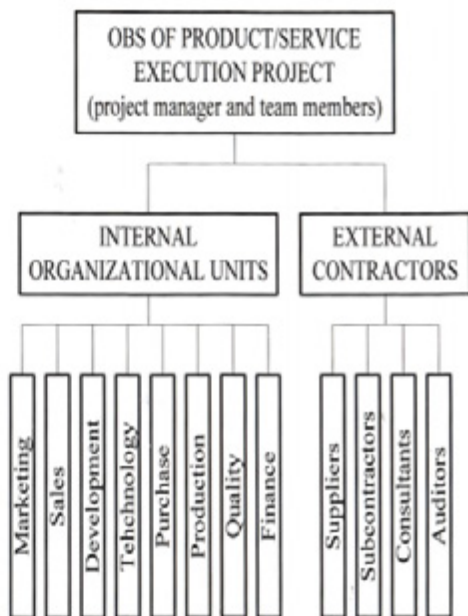 OBS OF PRODUCT/SERVICE
EXECUTION PROJECT
(project manager and team members)
INTERNAL
ORGANIZATIONAL UNITS
EXTERNAL
CONTRACTORS
Marketing
Sales
Development
Tehchnology
Purchase
Production
Quality
Finance
Suppliers
Subcontractors
Consultants
Auditors